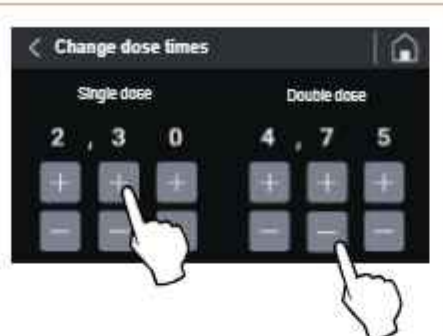 < Change dose times
Single dose Double dose
2 , 3 0 4 , 7 5
+ + + + + +
− − − − −